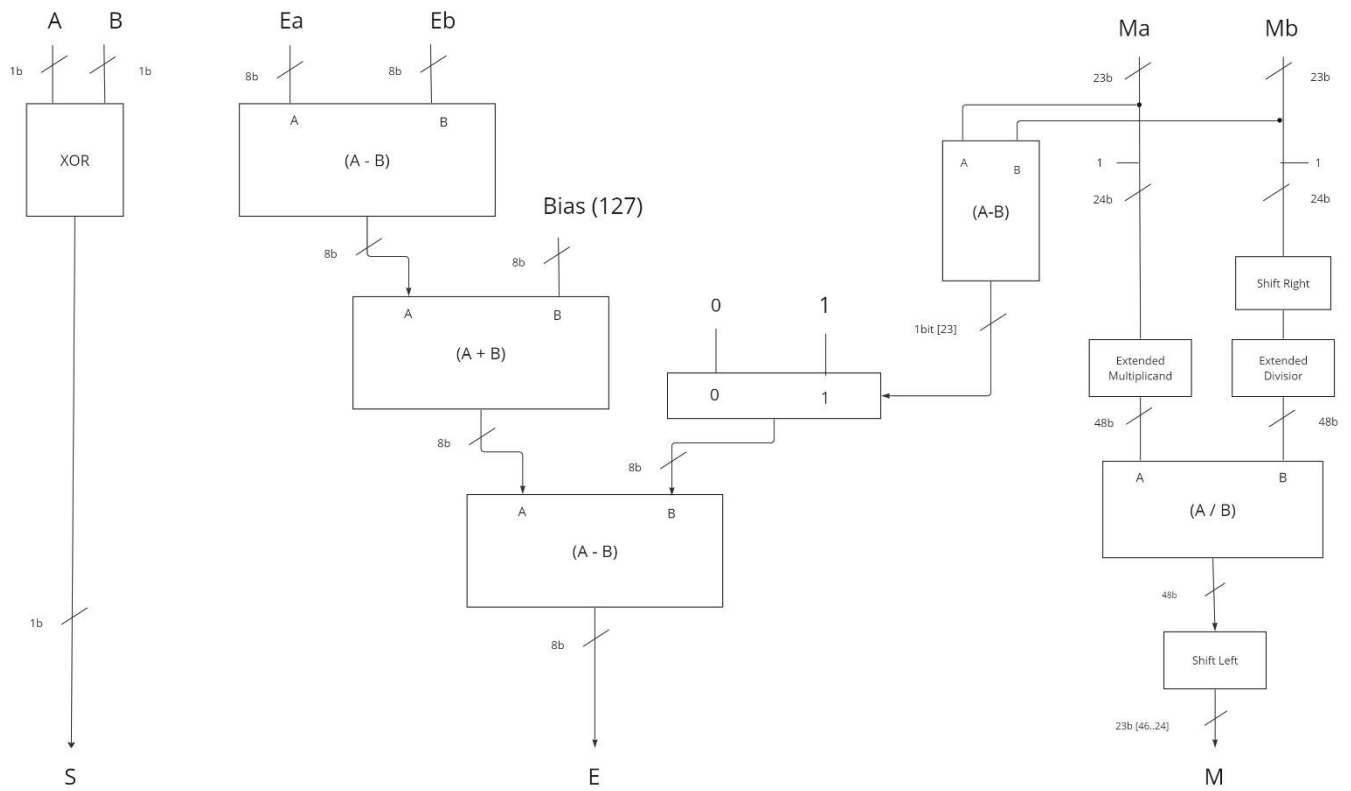 A B
1b 1b
XOR
1b
S
Ea Eb
8b 8b
A B
(A - B)
8b
Bias (127)
8b
A B
(A + B)
8b
0 1
0 1
8b
A B
(A - B)
8b
E
Ma Mb
23b 23b
A B
(A-B)
1bit [23]
1 1
24b 24b
Shift Right
Extended
Multiplicand
Extended
Divisior
48b 48b
A B
(A / B)
48b
Shift Left
23b [46..24]
M